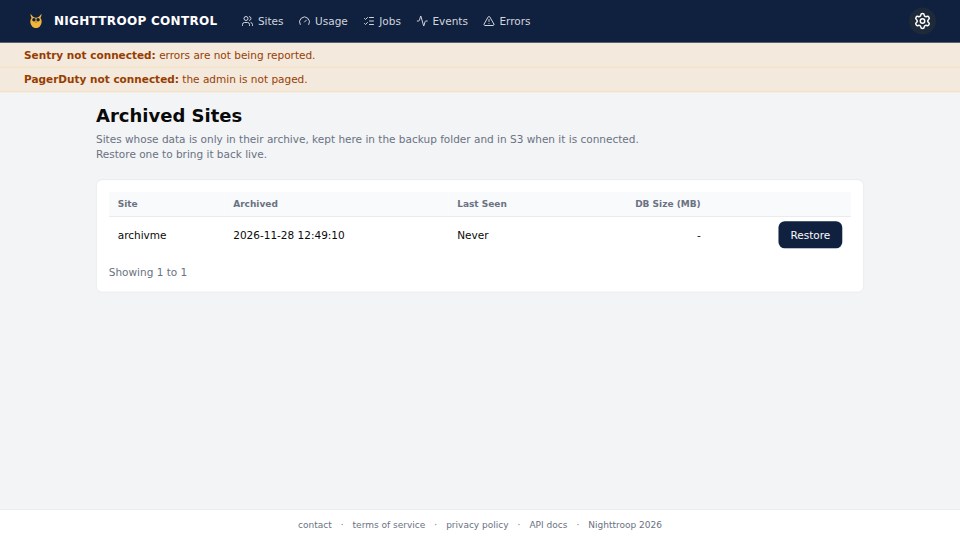 NIGHTTROOP CONTROL Sites Usage Jobs Events Errors
Sentry not connected: errors are not being reported.
PagerDuty not connected: the admin is not paged.
Archived Sites
Sites whose data is only in their archive, kept here in the backup folder and in S3 when it is connected.
Restore one to bring it back live.
Site Archived Last Seen DB Size (MB)
archivme 2026-11-28 12:49:10 Never - Restore
Showing 1 to 1
contact · terms of service · privacy policy · API docs · Nighttroop 2026